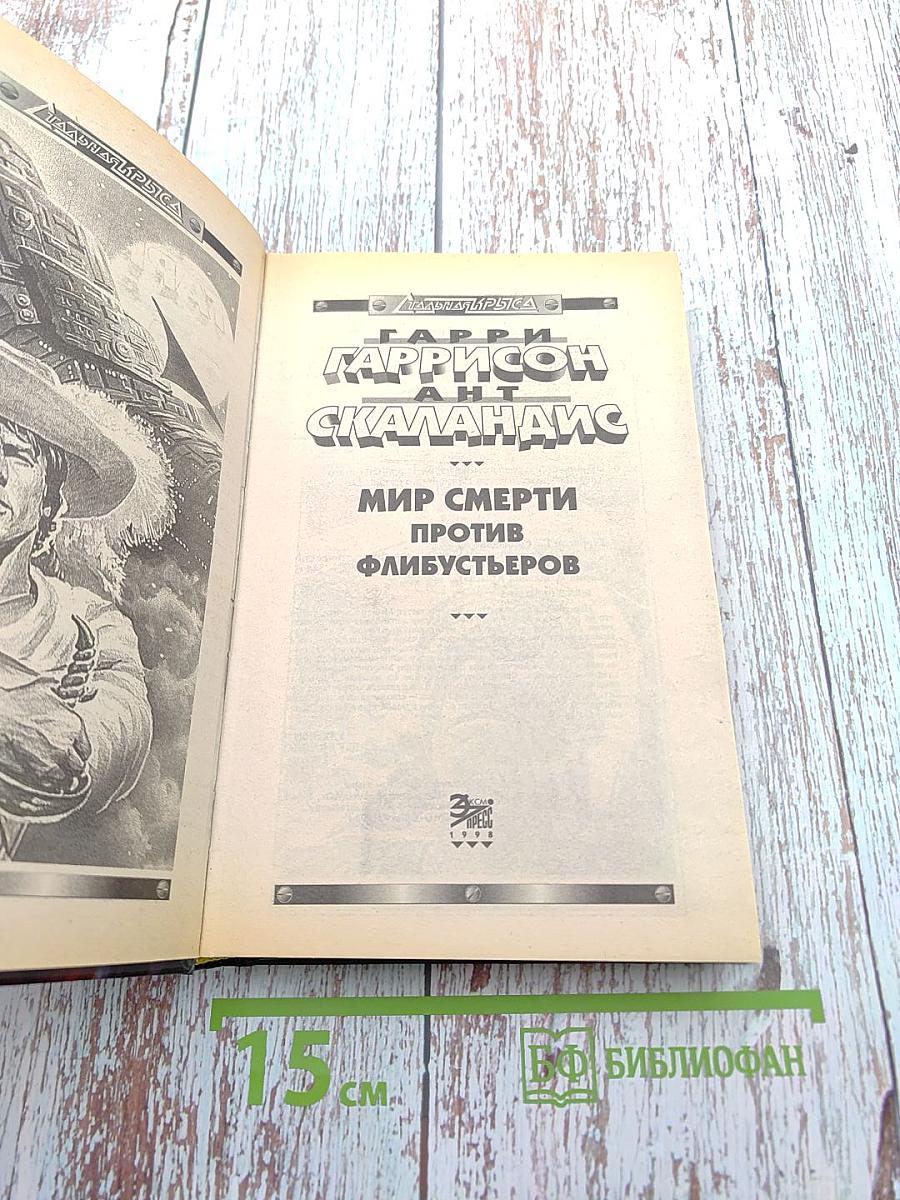 Стальная Крыса
Стальная Крыса
ГАРРИ
ГАРРИСОН
АНТ
СКАЛАНДИС
МИР СМЕРТИ
ПРОТИВ
ФЛИБУСТЬЕРОВ
ЭКСМО
ПРЕСС
1998
15 см
БФ БИБЛИОФАН